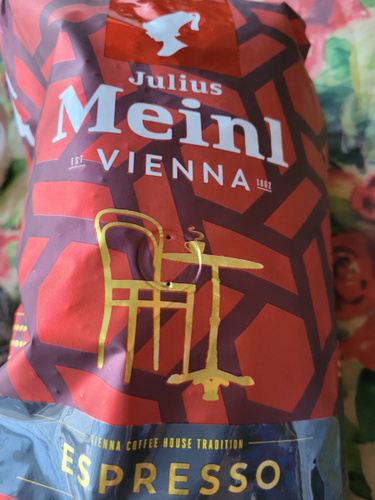 Julius
Meinl
EST. VIENNA 1862
VIENNA COFFEE HOUSE TRADITION
ESPRESSO